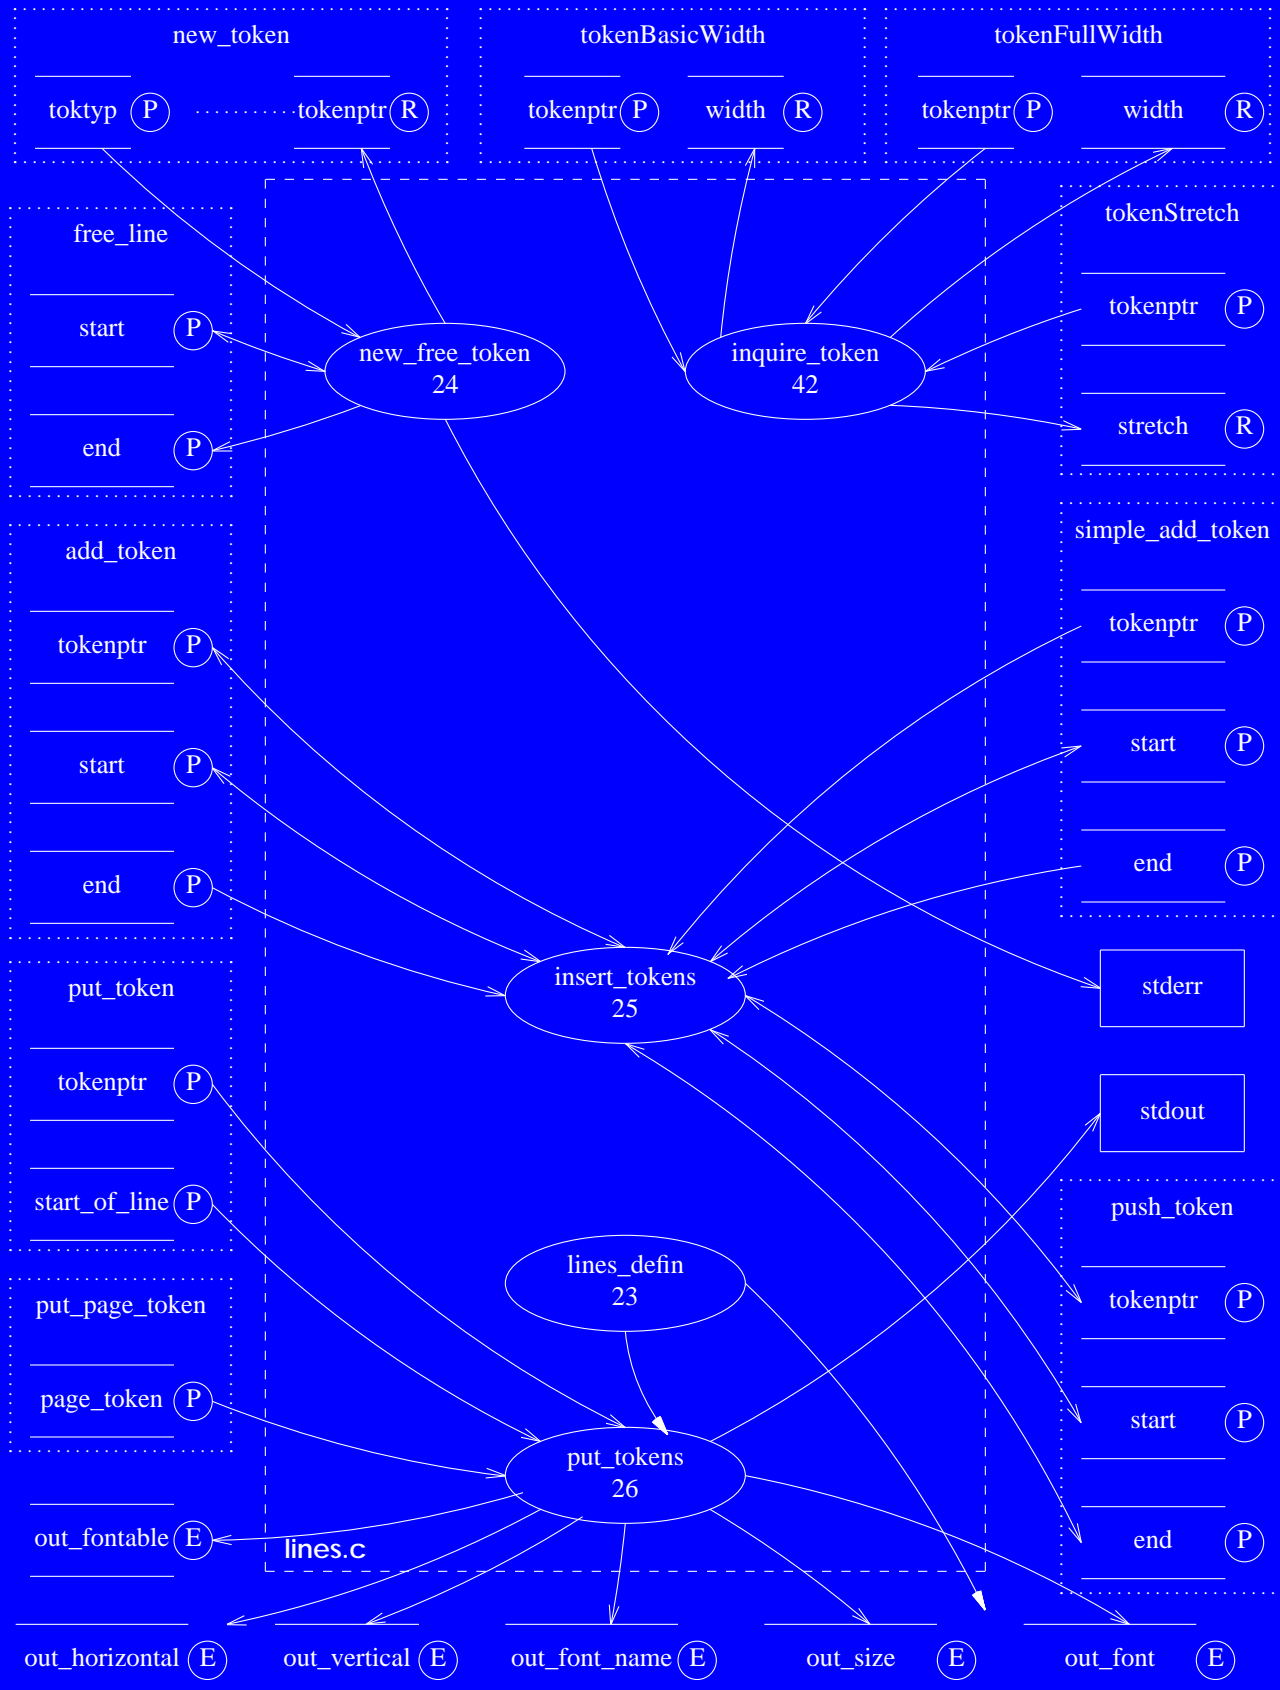 new_token
toktyp P tokenptr R
tokenBasicWidth
tokenptr P width R
tokenFullWidth
tokenptr P width R
free_line
start P
end P
tokenStretch
tokenptr P
stretch R
new_free_token
24
inquire_token
42
add_token
tokenptr P
start P
end P
simple_add_token
tokenptr P
start P
end P
insert_tokens
25
stderr
stdout
put_token
tokenptr P
start_of_line P
push_token
tokenptr P
start P
end P
lines_defin
23
put_page_token
page_token P
put_tokens
26
out_fontable E
lines.c
out_horizontal E
out_vertical E
out_font_name E
out_size E
out_font E